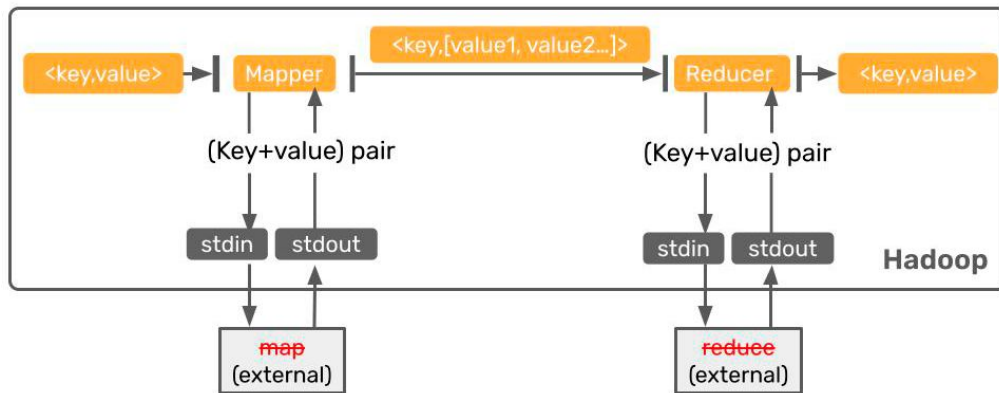 <key,[value1, value2...]>
<key,value>
Mapper
Reducer
<key,value>
(Key+value) pair
(Key+value) pair
stdin
stdout
stdin
stdout
Hadoop
map
(external)
reduce
(external)